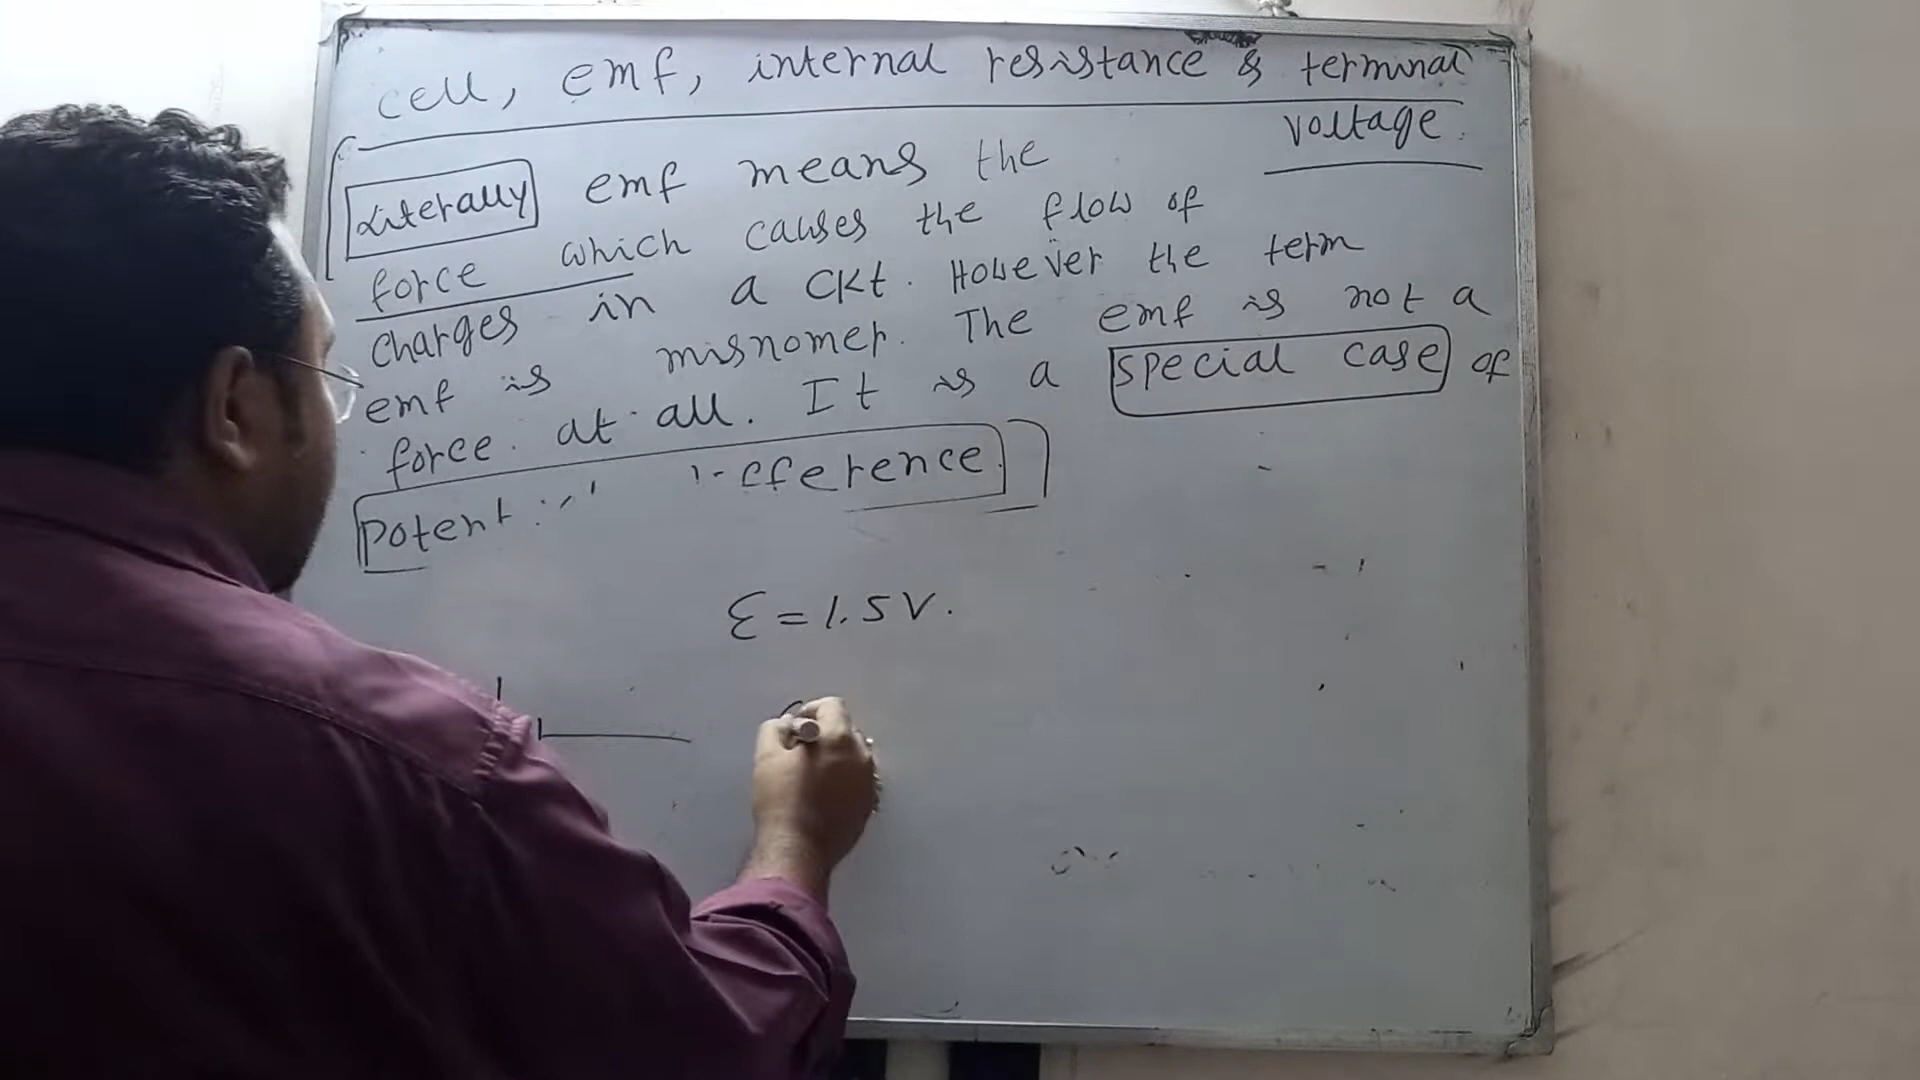 cell, emf, internal resistance & terminal
voltage.
Literally emf means the
force which causes the flow of
charges in a ckt. However the term
emf is misnomer. The emf is not a
force at all. It is a special case of
ε = 1.5V.